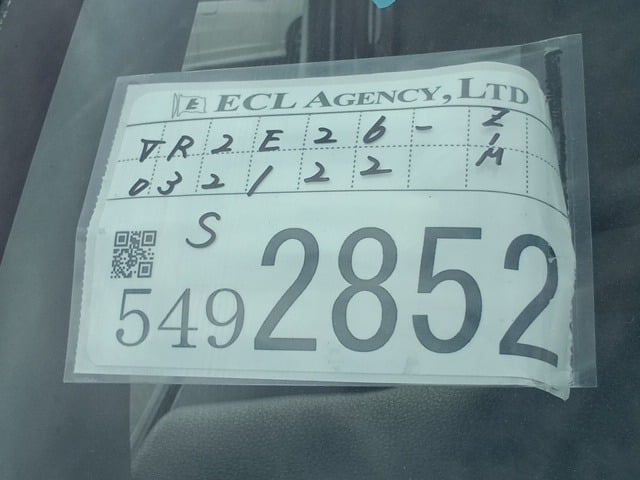 E ECL AGENCY, LTD
VR2E26- Z
032122 / M
S
5492852